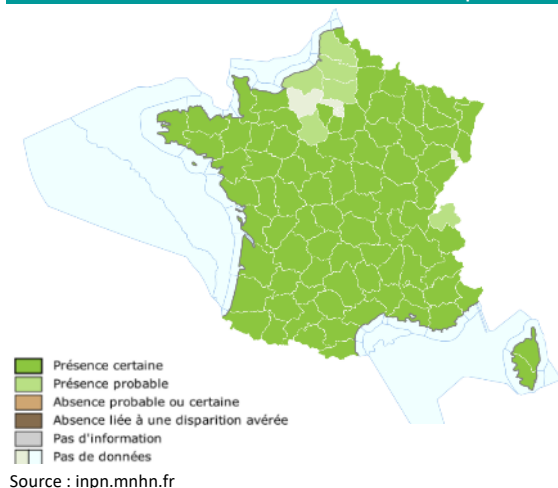 Présence certaine
Présence probable
Absence probable ou certaine
Absence liée à une disparition avérée
Pas d'information
Pas de données
Source : inpn.mnhn.fr